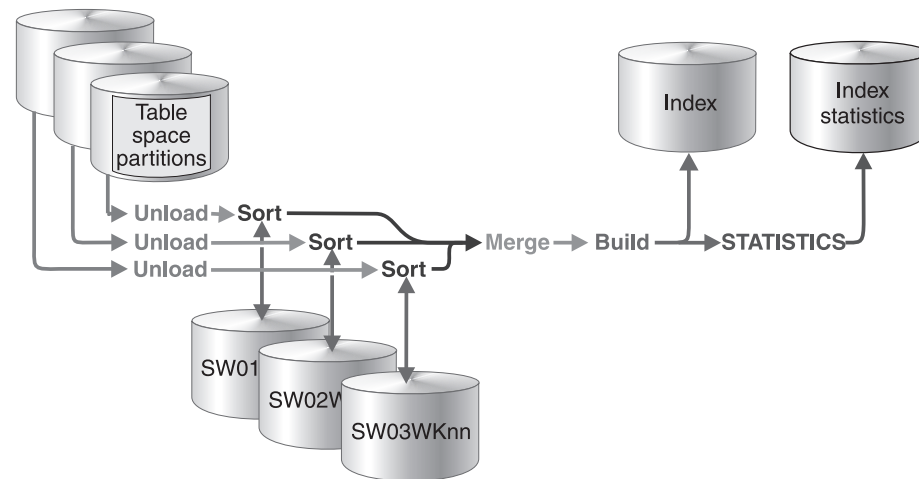 Table
space
partitions
Index
Index
statistics
Unload Sort
Unload Sort Merge Build STATISTICS
Unload Sort
SW01
SW02W
SW03WKnn